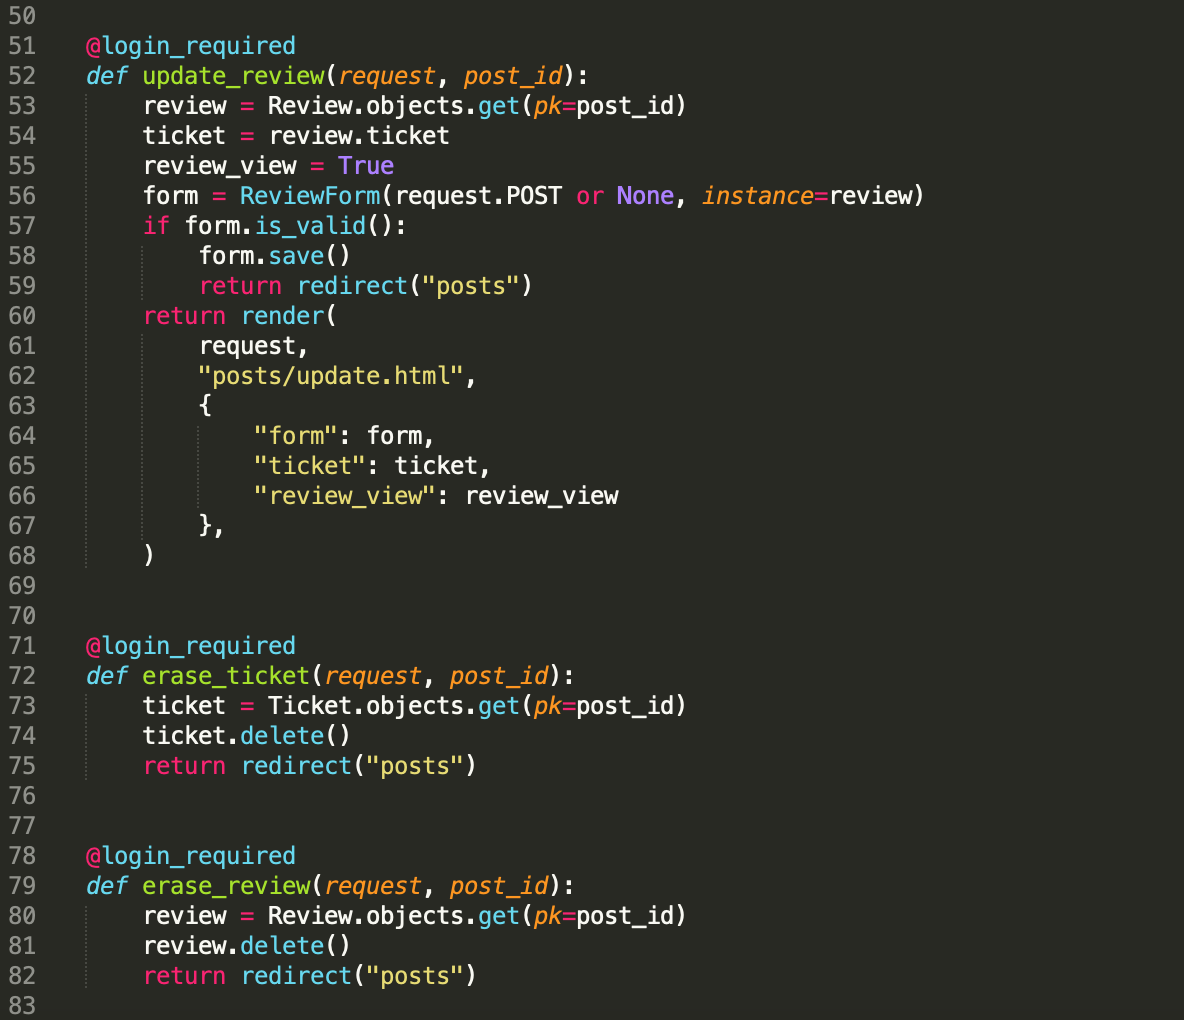 50
51 @login_required
52 def update_review(request, post_id):
53     review = Review.objects.get(pk=post_id)
54     ticket = review.ticket
55     review_view = True
56     form = ReviewForm(request.POST or None, instance=review)
57     if form.is_valid():
58         form.save()
59         return redirect("posts")
60     return render(
61         request,
62         "posts/update.html",
63         {
64             "form": form,
65             "ticket": ticket,
66             "review_view": review_view
67         },
68     )
69
70
71 @login_required
72 def erase_ticket(request, post_id):
73     ticket = Ticket.objects.get(pk=post_id)
74     ticket.delete()
75     return redirect("posts")
76
77
78 @login_required
79 def erase_review(request, post_id):
80     review = Review.objects.get(pk=post_id)
81     review.delete()
82     return redirect("posts")
83